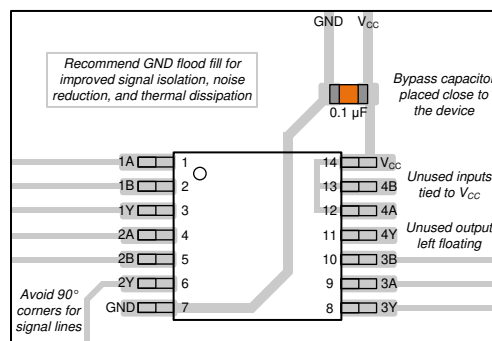 GND VCC
Recommend GND flood fill for
improved signal isolation, noise
reduction, and thermal dissipation
Bypass capacitor
placed close to
the device
0.1 µF
1A 1 14 VCC
Unused inputs
tied to VCC
1B 2 13 4B
1Y 3 12 4A
Unused output
left floating
2A 4 11 4Y
2B 5 10 3B
2Y 6 9 3A
Avoid 90°
corners for
signal lines
GND 7 8 3Y